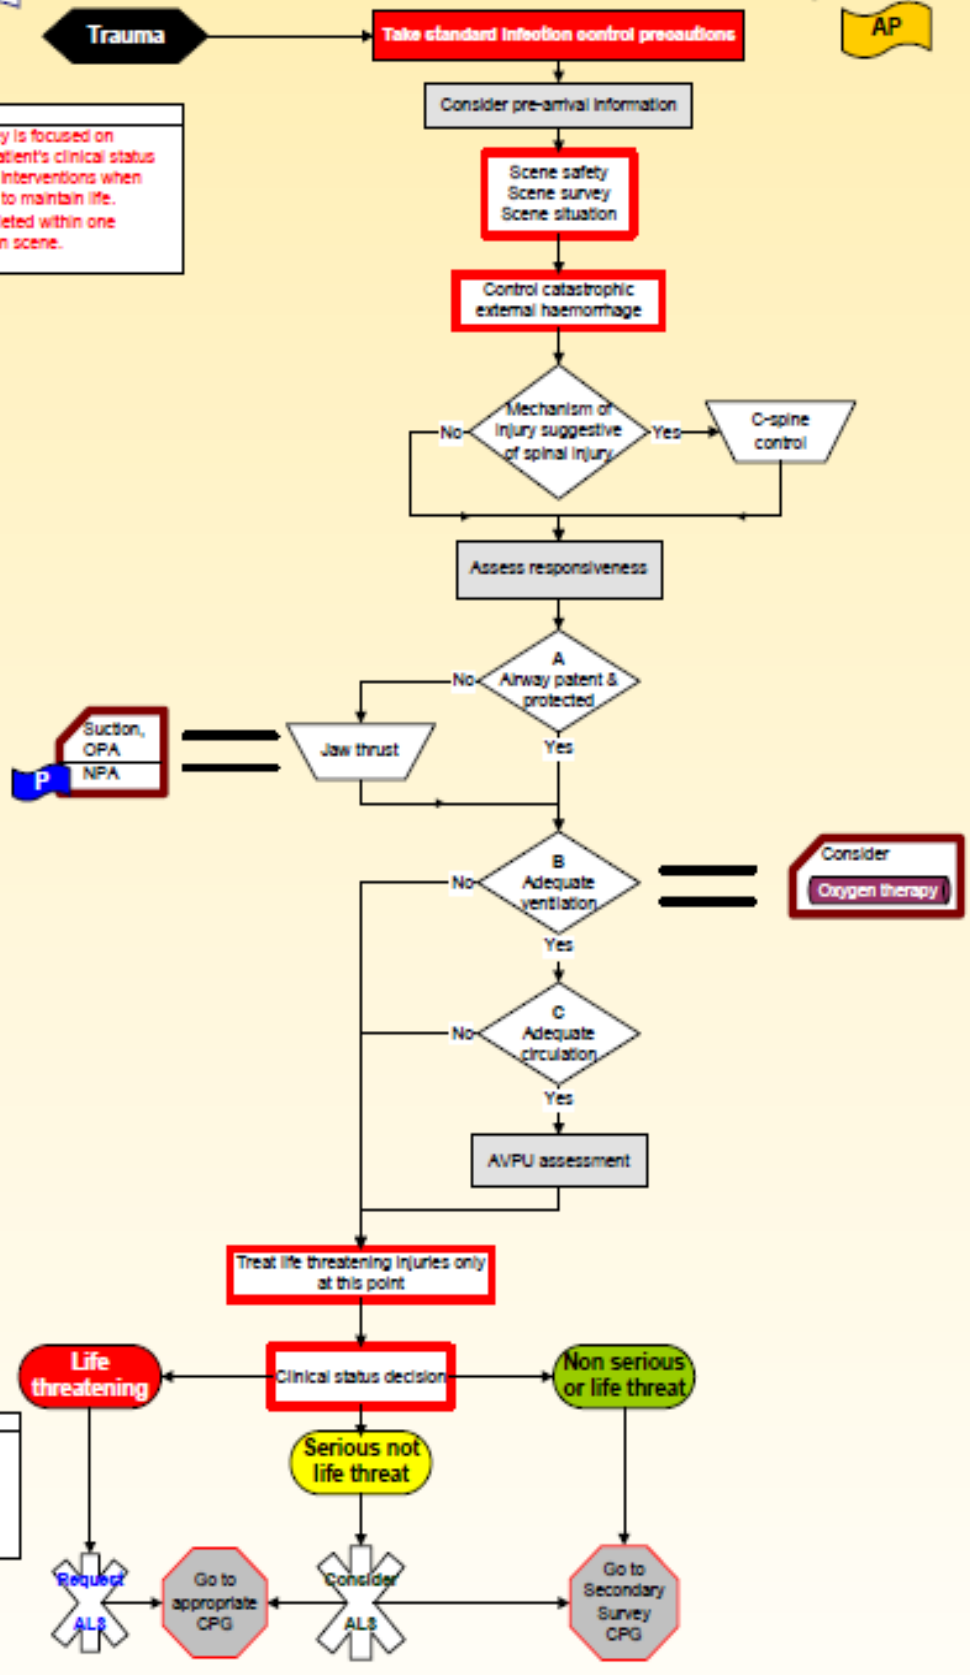 Trauma
Take standard infection control precautions
AP
Consider pre-arrival information
y is focused on
atient's clinical status
interventions when
to maintain life.
leted within one
n scene.
Scene safety
Scene survey
Scene situation
Control catastrophic
external haemorrhage
Mechanism of
injury suggestive
of spinal injury
No
Yes
C-spine
control
Assess responsiveness
A
Airway patent &
protected
No
Yes
Suction,
OPA
NPA
P
Jaw thrust
B
Adequate
ventilation
No
Yes
Consider
Oxygen therapy
C
Adequate
circulation
No
Yes
AVPU assessment
Treat life threatening injuries only
at this point
Clinical status decision
Life
threatening
Non serious
or life threat
Serious not
life threat
Request
ALS
Go to
appropriate
CPG
Consider
ALS
Go to
Secondary
Survey
CPG